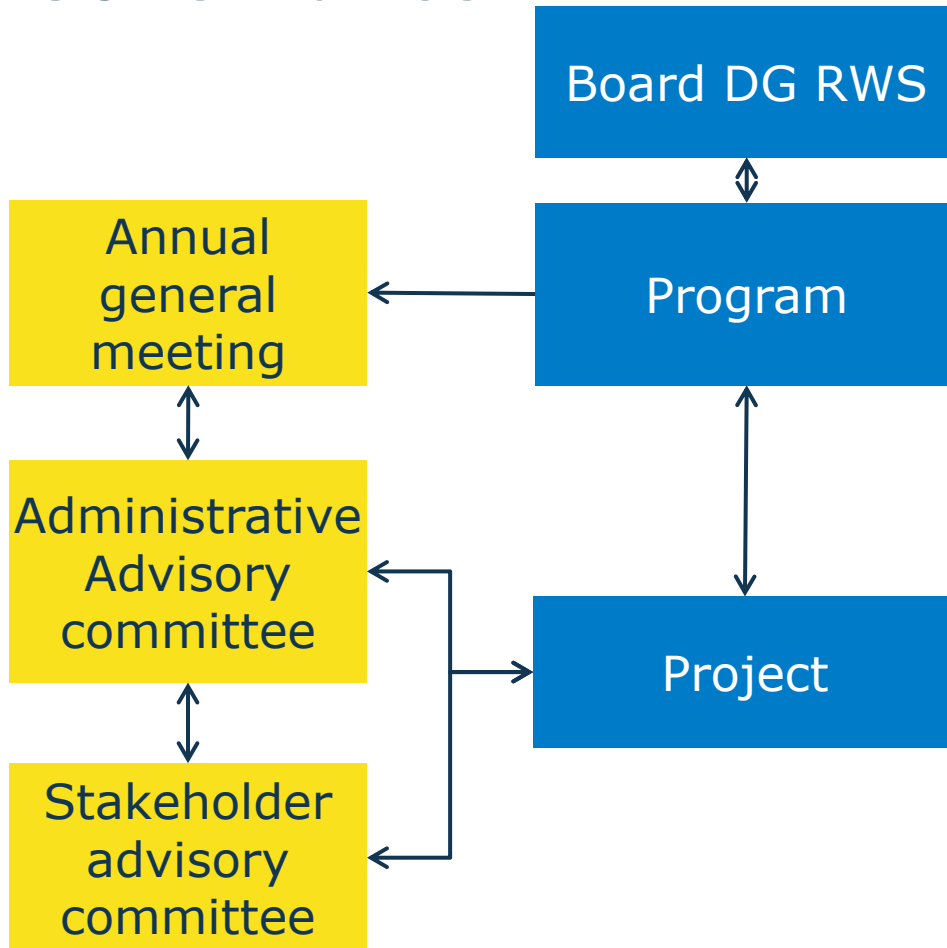 Board DG RWS
Annual
general
meeting
Program
Administrative
Advisory
committee
Project
Stakeholder
advisory
committee